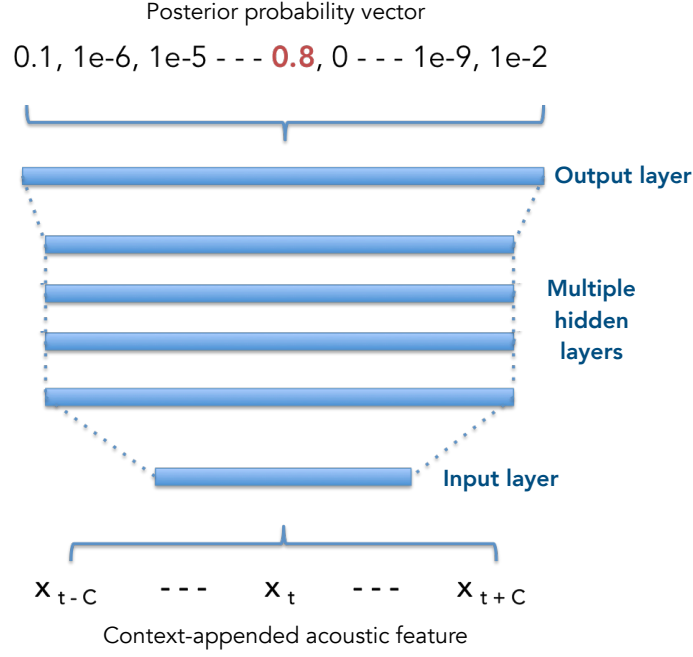 Posterior probability vector
0.1, 1e-6, 1e-5 - - - 0.8, 0 - - - 1e-9, 1e-2
Output layer
Multiple
hidden
layers
Input layer
x t - C - - - x t - - - x t + C
Context-appended acoustic feature